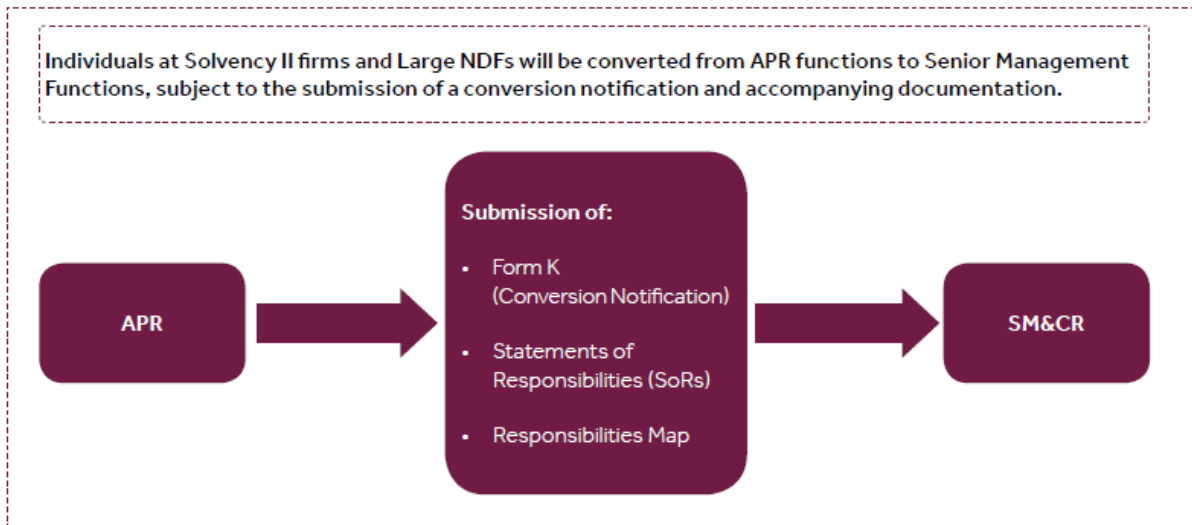 Individuals at Solvency II firms and Large NDFs will be converted from APR functions to Senior Management
Functions, subject to the submission of a conversion notification and accompanying documentation.
APR
Submission of:
• Form K
(Conversion Notification)
• Statements of
Responsibilities (SoRs)
• Responsibilities Map
SM&CR